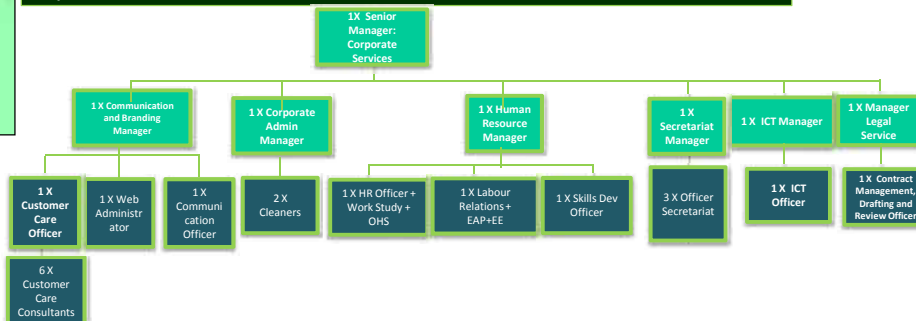 1X Senior
Manager:
Corporate
Services
1 X Communication
and Branding
Manager
1 X Corporate
Admin
Manager
1 X Human
Resource
Manager
1 X
Secretariat
Manager
1 X ICT Manager
1 X Manager
Legal
Service
1 X
Customer
Care
Officer
1 X Web
Administr
ator
1 X
Communi
cation
Officer
2 X
Cleaners
1 X HR Officer +
Work Study +
OHS
1 X Labour
Relations +
EAP+EE
1 X Skills Dev
Officer
3 X Officer
Secretariat
1 X ICT
Officer
1 X Contract
Management,
Drafting and
Review Officer
6 X
Customer
Care
Consultants